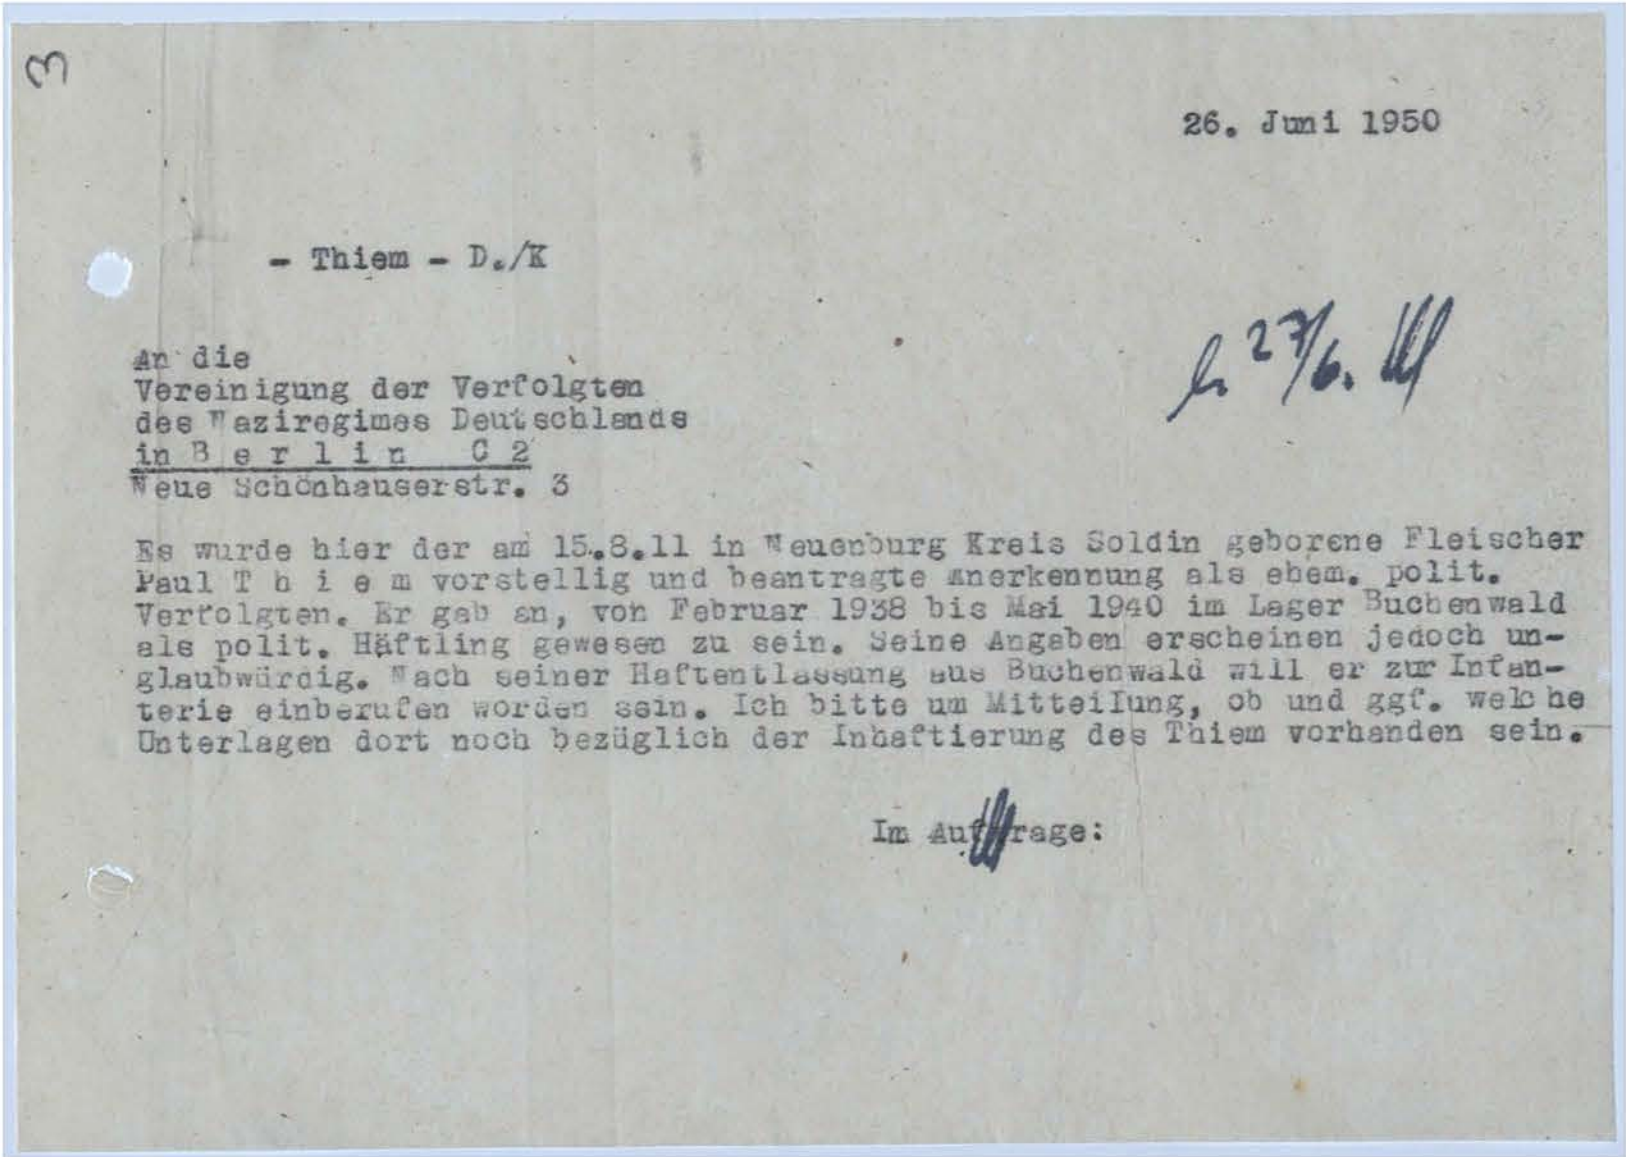 3
26. Juni 1950
- Thiem - D./K
27/6.
An die
Vereinigung der Verfolgten
des Naziregimes Deutschlands
in B e r l i n C 2
Neue Schönhauserstr. 3
Es wurde hier der am 15.8.11 in Neuenburg Kreis Soldin geborene Fleischer
Paul T h i e m vorstellig und beantragte Anerkennung als ehem. polit.
Verfolgten. Er gab an, von Februar 1938 bis Mai 1940 im Lager Buchenwald
als polit. Häftling gewesen zu sein. Seine Angaben erscheinen jedoch un-
glaubwürdig. Nach seiner Haftentlassung aus Buchenwald will er zur Infan-
terie einberufen worden sein. Ich bitte um Mitteilung, ob und ggf. welche
Unterlagen dort noch bezüglich der Inhaftierung des Thiem vorhanden sein.
Im Auftrage: